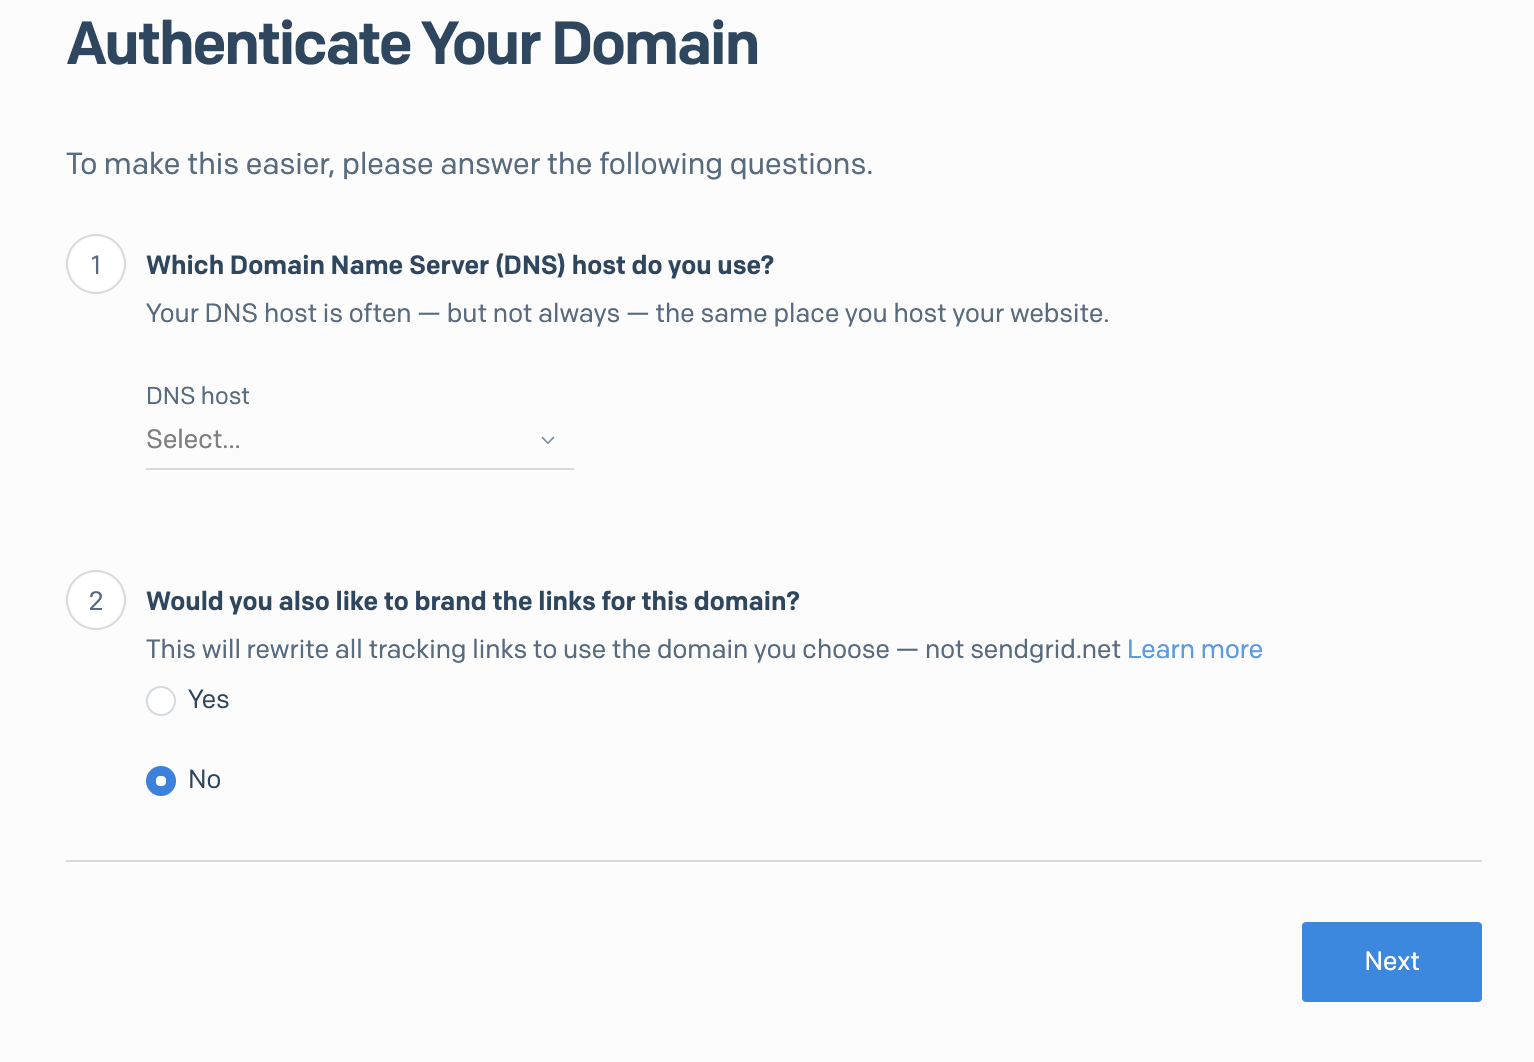 Authenticate Your Domain
To make this easier, please answer the following questions.
1
Which Domain Name Server (DNS) host do you use?
Your DNS host is often — but not always — the same place you host your website.
DNS host
Select...
2
Would you also like to brand the links for this domain?
This will rewrite all tracking links to use the domain you choose — not sendgrid.net Learn more
Yes
No
Next